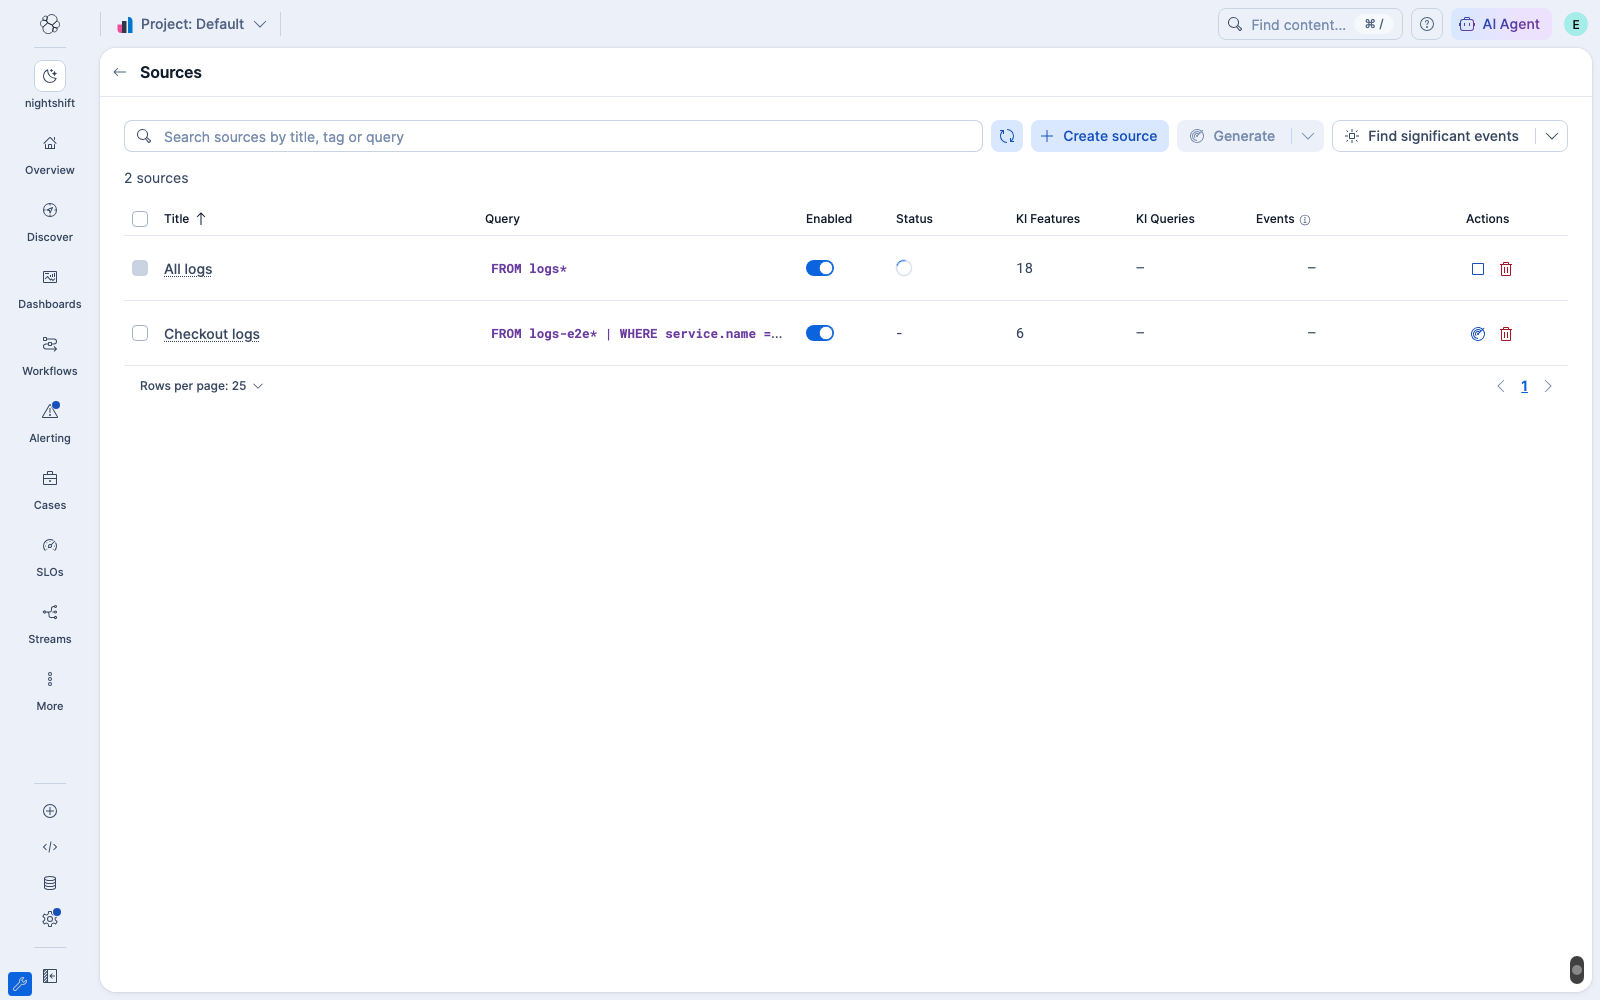 Project: Default
Find content...
⌘ /
AI Agent
E
nightshift
Overview
Discover
Dashboards
Workflows
Alerting
Cases
SLOs
Streams
More
Sources
Search sources by title, tag or query
Create source
Generate
Find significant events
2 sources
Title Query Enabled Status KI Features KI Queries Events Actions
All logs FROM logs* 18 – –
Checkout logs FROM logs-e2e* | WHERE service.name =... - 6 – –
Rows per page: 25
1